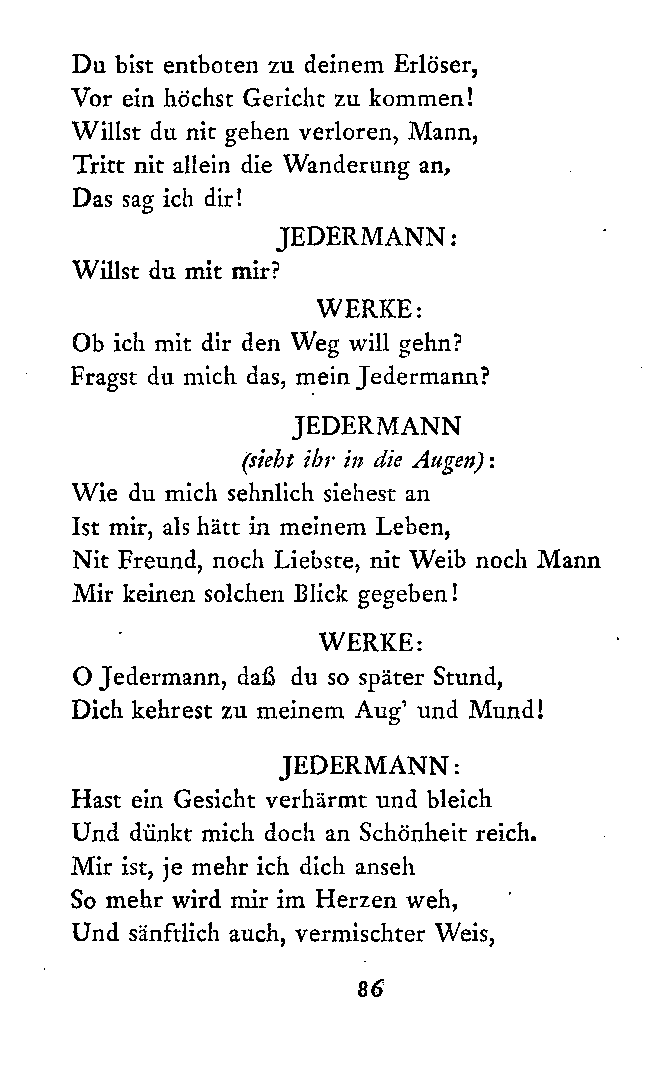 Du bist entboten zu deinem Erlöser,
Vor ein höchst Gericht zu kommen!
Willst du nit gehen verloren, Mann,
Tritt nit allein die Wanderung an,
Das sag ich dir!
JEDERMANN:
Willst du mit mir?
WERKE:
Ob ich mit dir den Weg will gehn?
Fragst du mich das, mein Jedermann?
JEDERMANN
(sieht ihr in die Augen):
Wie du mich sehnlich siehest an
Ist mir, als hätt in meinem Leben,
Nit Freund, noch Liebste, nit Weib noch Mann
Mir keinen solchen Blick gegeben!
WERKE:
O Jedermann, daß du so später Stund,
Dich kehrest zu meinem Aug' und Mund!
JEDERMANN:
Hast ein Gesicht verhärmt und bleich
Und dünkt mich doch an Schönheit reich.
Mir ist, je mehr ich dich anseh
So mehr wird mir im Herzen weh,
Und sänftlich auch, vermischter Weis,
86